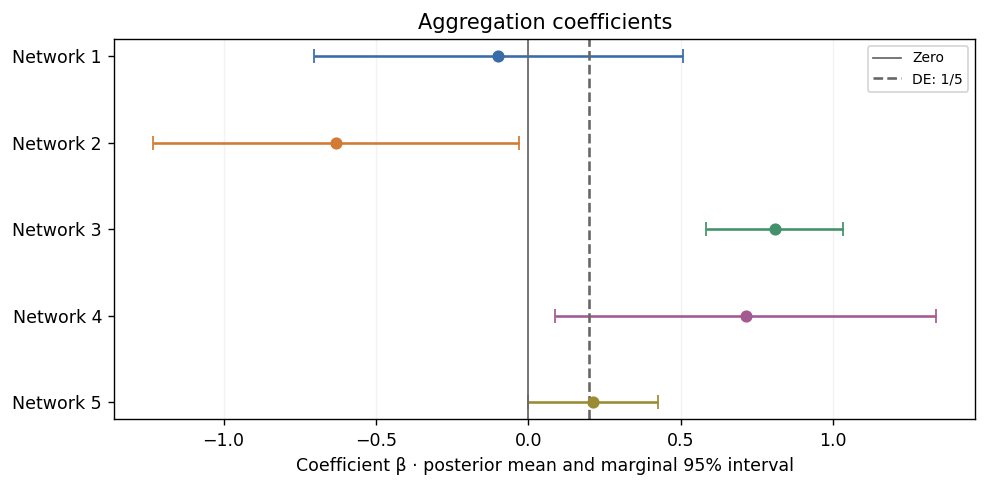 Aggregation coefficients
Network 1
Network 2
Network 3
Network 4
Network 5
Zero
DE: 1/5
−1.0
−0.5
0.0
0.5
1.0
Coefficient β · posterior mean and marginal 95% interval